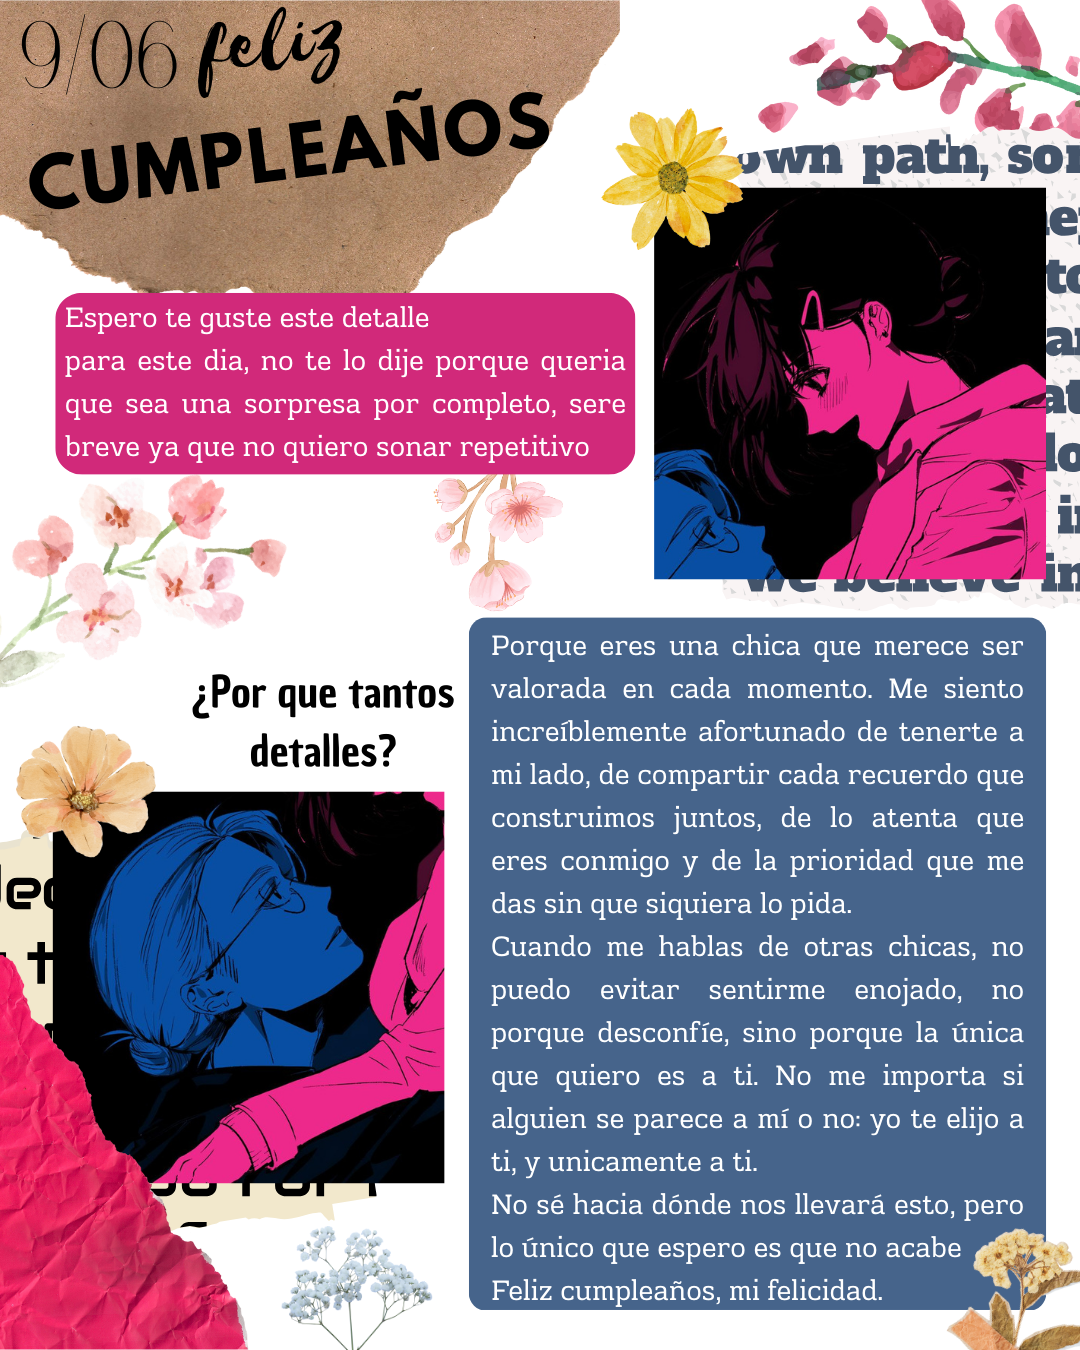 9/06 feliz
CUMPLEAÑOS
own path,
Espero te guste este detalle
para este dia, no te lo dije porque queria
que sea una sorpresa por completo, sere
breve ya que no quiero sonar repetitivo
we believe in
¿Por que tantos
detalles?
Porque eres una chica que merece ser
valorada en cada momento. Me siento
increíblemente afortunado de tenerte a
mi lado, de compartir cada recuerdo que
construimos juntos, de lo atenta que
eres conmigo y de la prioridad que me
das sin que siquiera lo pida.
Cuando me hablas de otras chicas, no
puedo evitar sentirme enojado, no
porque desconfíe, sino porque la única
que quiero es a ti. No me importa si
alguien se parece a mí o no: yo te elijo a
ti, y unicamente a ti.
No sé hacia dónde nos llevará esto, pero
lo único que espero es que no acabe
Feliz cumpleaños, mi felicidad.